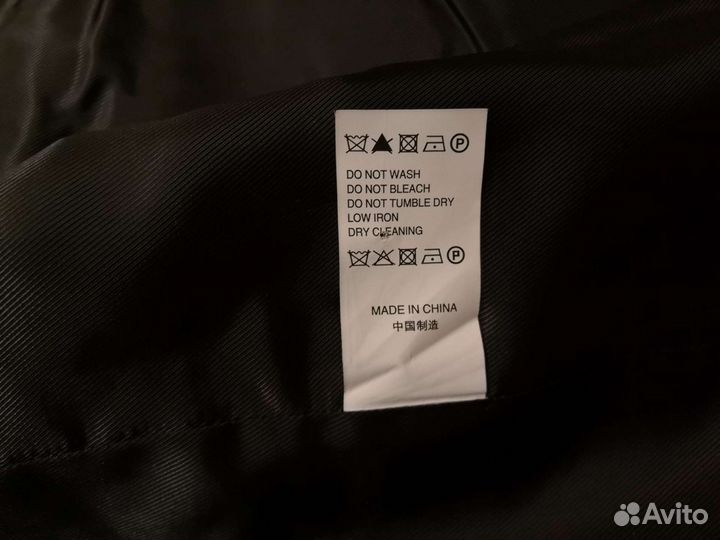 DO NOT WASH
DO NOT BLEACH
DO NOT TUMBLE DRY
LOW IRON
DRY CLEANING
MADE IN CHINA
中国制造
Avito